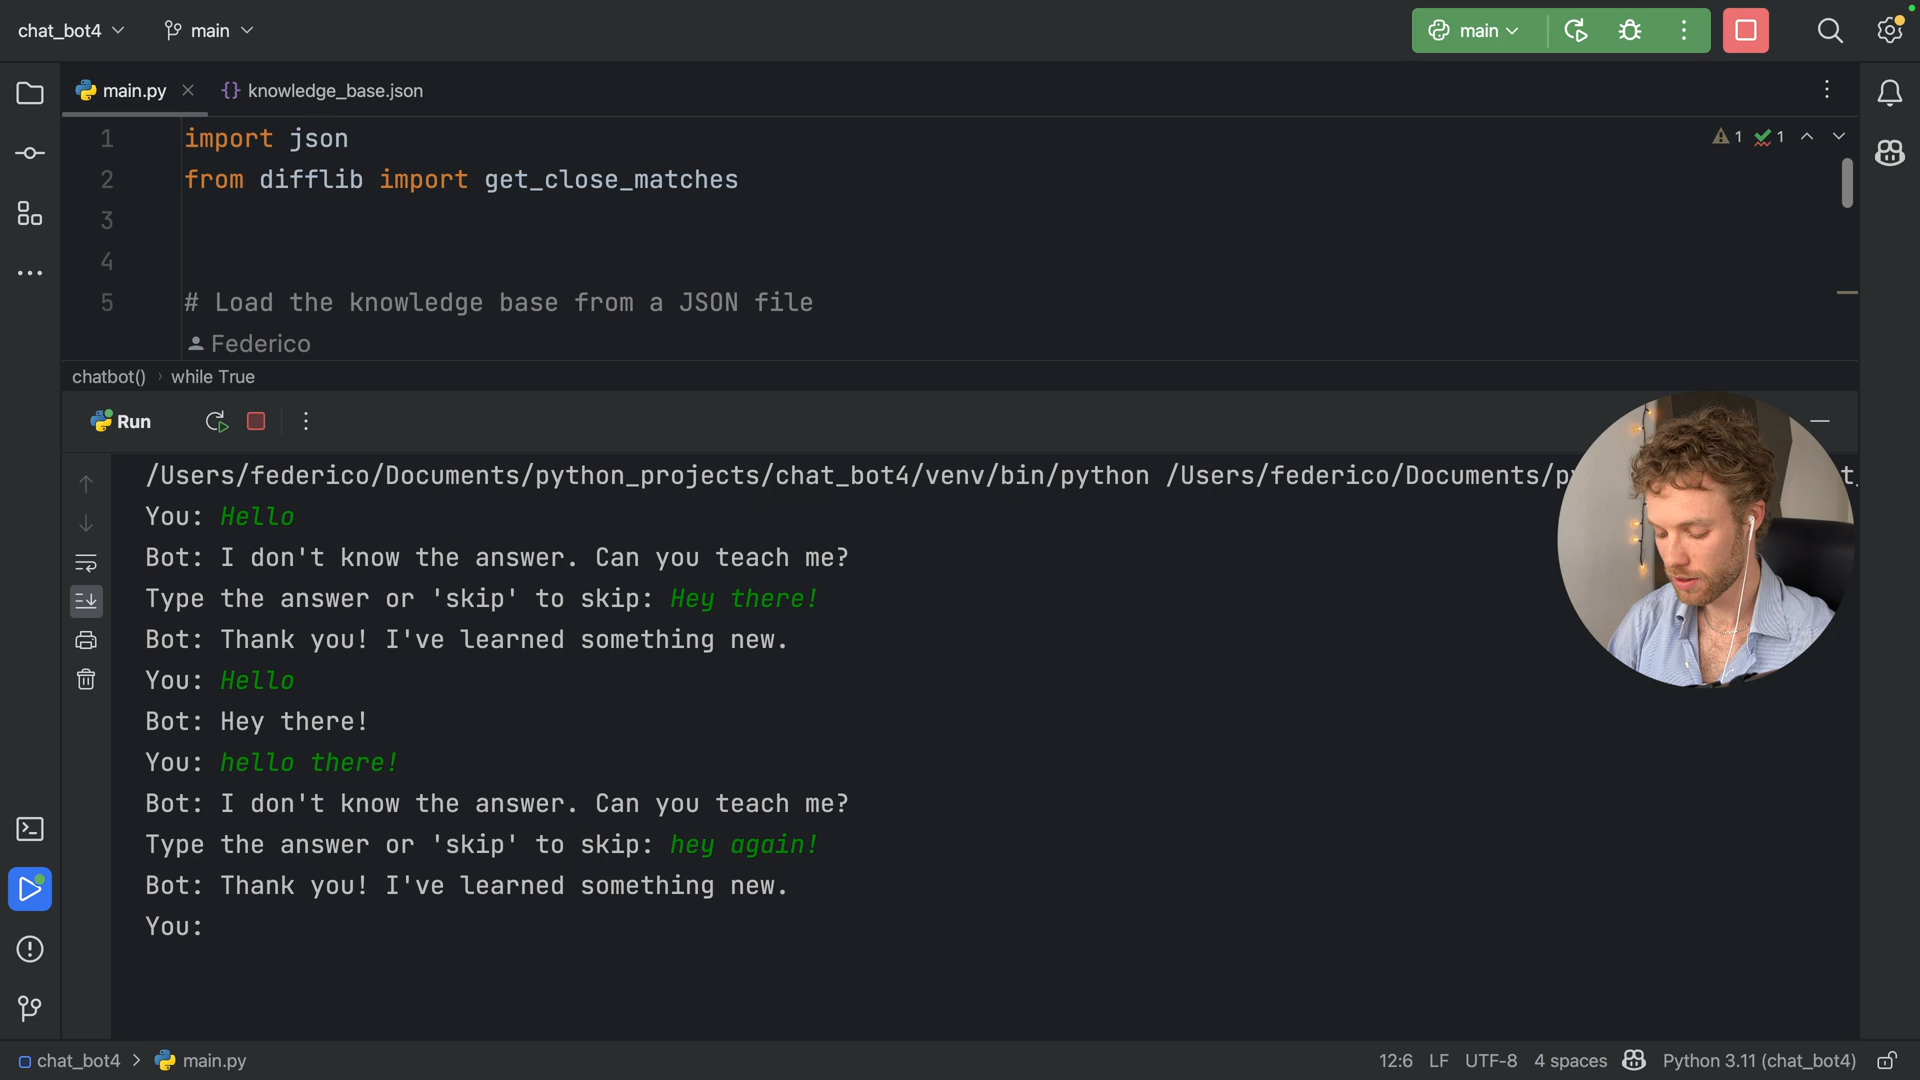 chat_bot4
main
main
main.py
{} knowledge_base.json
1 import json
2 from difflib import get_close_matches
3
4
5 # Load the knowledge base from a JSON file
Federico
1
1
chatbot() › while True
Run
/Users/federico/Documents/python_projects/chat_bot4/venv/bin/python /Users/federico/Documents/p
You: Hello
Bot: I don't know the answer. Can you teach me?
Type the answer or 'skip' to skip: Hey there!
Bot: Thank you! I've learned something new.
You: Hello
Bot: Hey there!
You: hello there!
Bot: I don't know the answer. Can you teach me?
Type the answer or 'skip' to skip: hey again!
Bot: Thank you! I've learned something new.
You:
chat_bot4 > main.py
12:6 LF UTF-8 4 spaces Python 3.11 (chat_bot4)